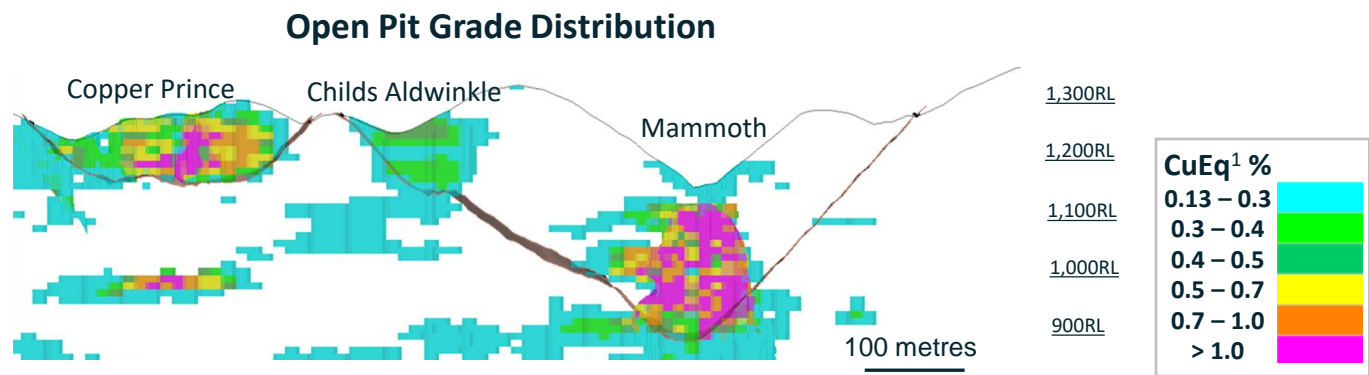 Open Pit Grade Distribution
Copper Prince
Childs Aldwinkle
Mammoth
1,300RL
1,200RL
1,100RL
1,000RL
900RL
100 metres
CuEq¹ %
0.13 – 0.3
0.3 – 0.4
0.4 – 0.5
0.5 – 0.7
0.7 – 1.0
> 1.0